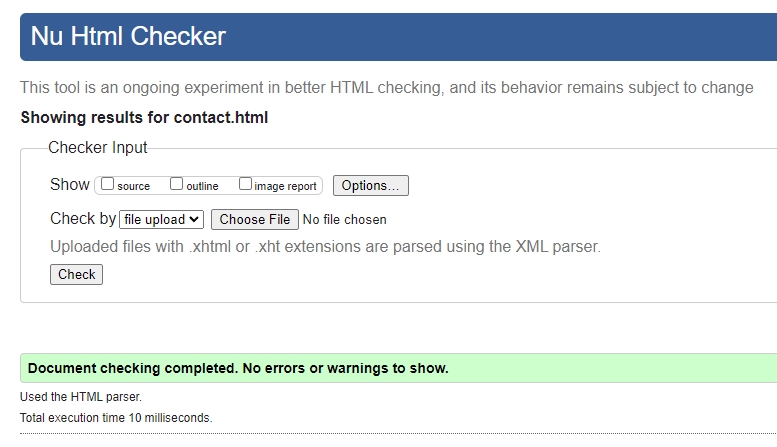 Nu Html Checker
This tool is an ongoing experiment in better HTML checking, and its behavior remains subject to change
Showing results for contact.html
Checker Input
Show source outline image report Options...
Check by file upload Choose File No file chosen
Uploaded files with .xhtml or .xht extensions are parsed using the XML parser.
Check
Document checking completed. No errors or warnings to show.
Used the HTML parser.
Total execution time 10 milliseconds.